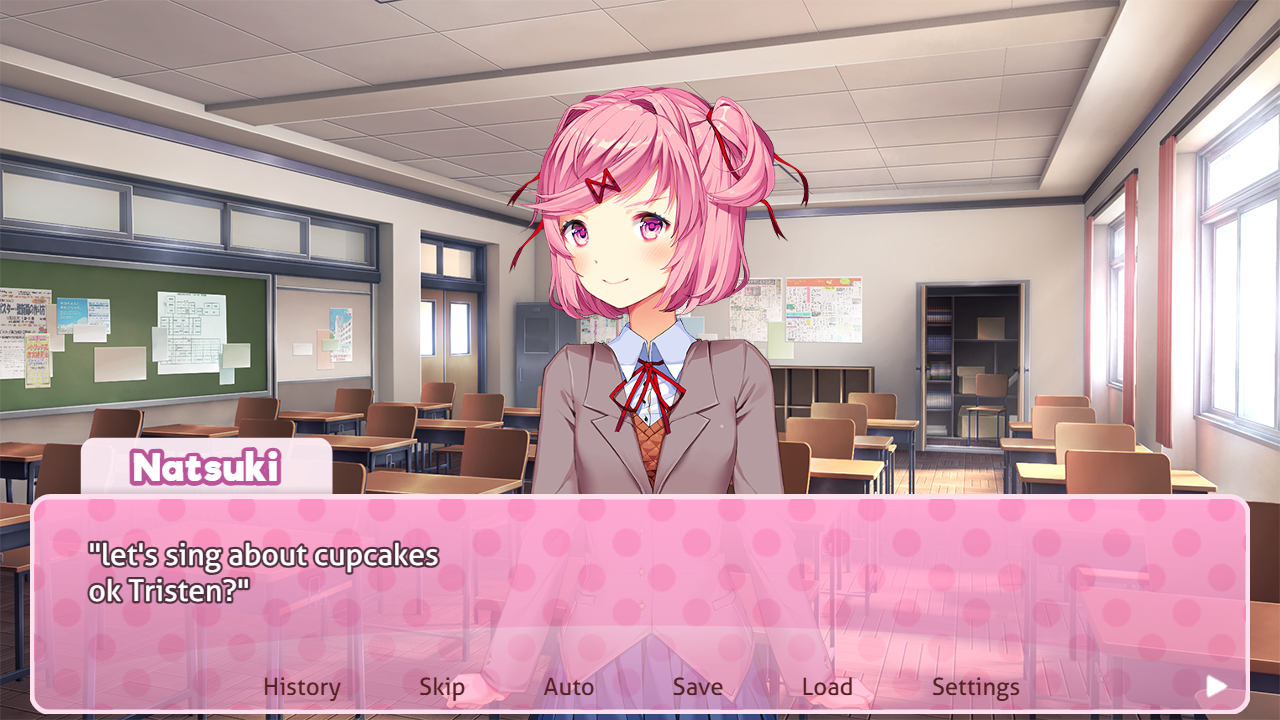 Natsuki
"let's sing about cupcakes
ok Tristen?"
History Skip Auto Save Load Settings